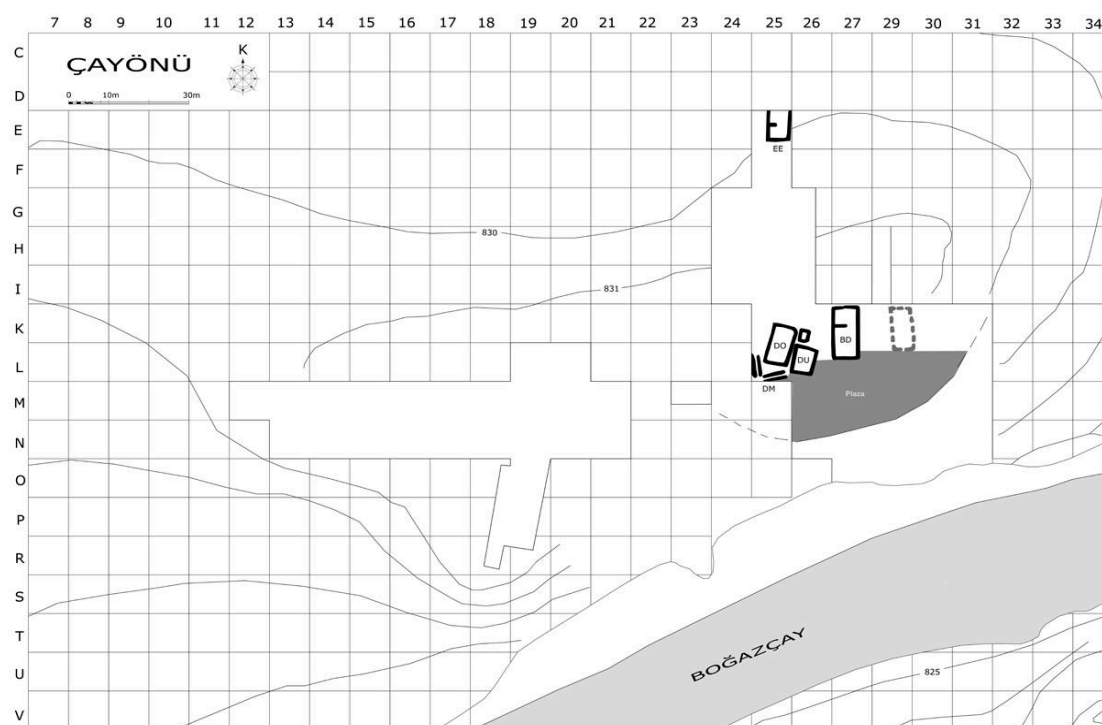 7 8 9 10 11 12 13 14 15 16 17 18 19 20 21 22 23 24 25 26 27 28 29 30 31 32 33 34
C
ÇAYÖNÜ
K
D
0 10m 30m
E
EE
F
G
830
H
I
831
K
DO
BD
DU
L
DM
M
Plaza
N
O
P
R
S
T
BOĞAZÇAY
U
825
V